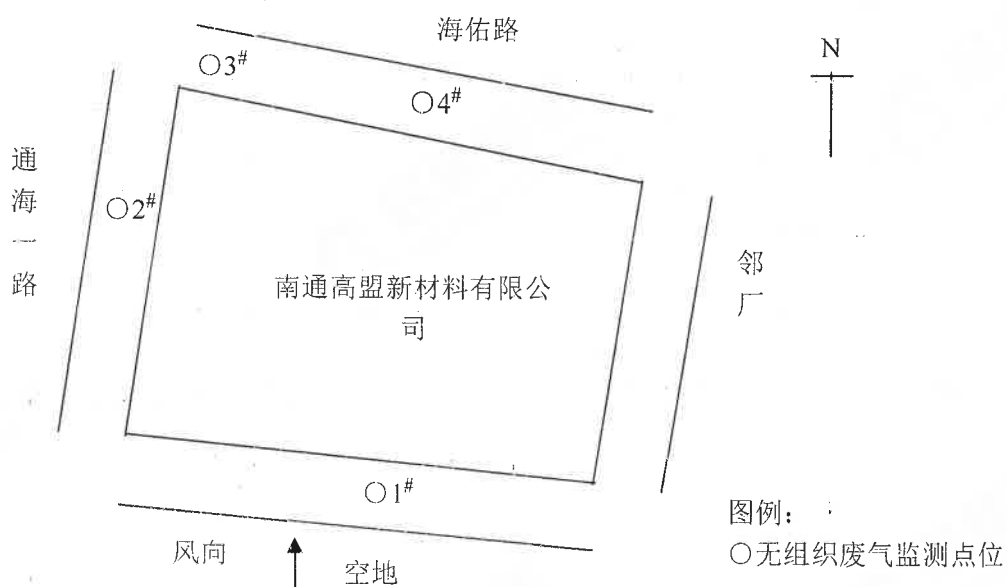 海佑路
N
○3#
○4#
通
海
一
路
○2#
邻
厂
南通高盟新材料有限公
司
○1#
风向
空地
图例：
○无组织废气监测点位